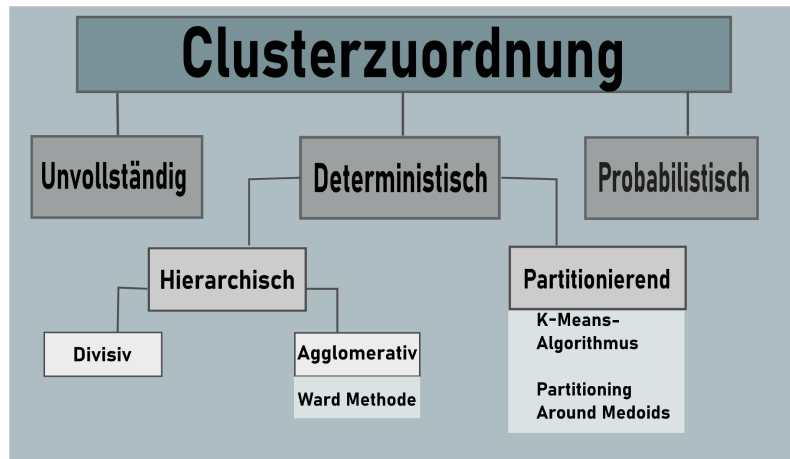 Clusterzuordnung
Unvollständig
Deterministisch
Probabilistisch
Hierarchisch
Partitionierend
K-Means-
Algorithmus
Divisiv
Agglomerativ
Partitioning
Around Medoids
Ward Methode